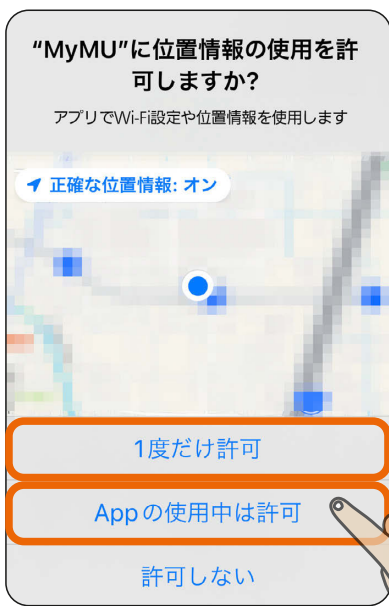 “MyMU”に位置情報の使用を許
可しますか?
アプリでWi-Fi設定や位置情報を使用します
正確な位置情報: オン
1度だけ許可
Appの使用中は許可
許可しない